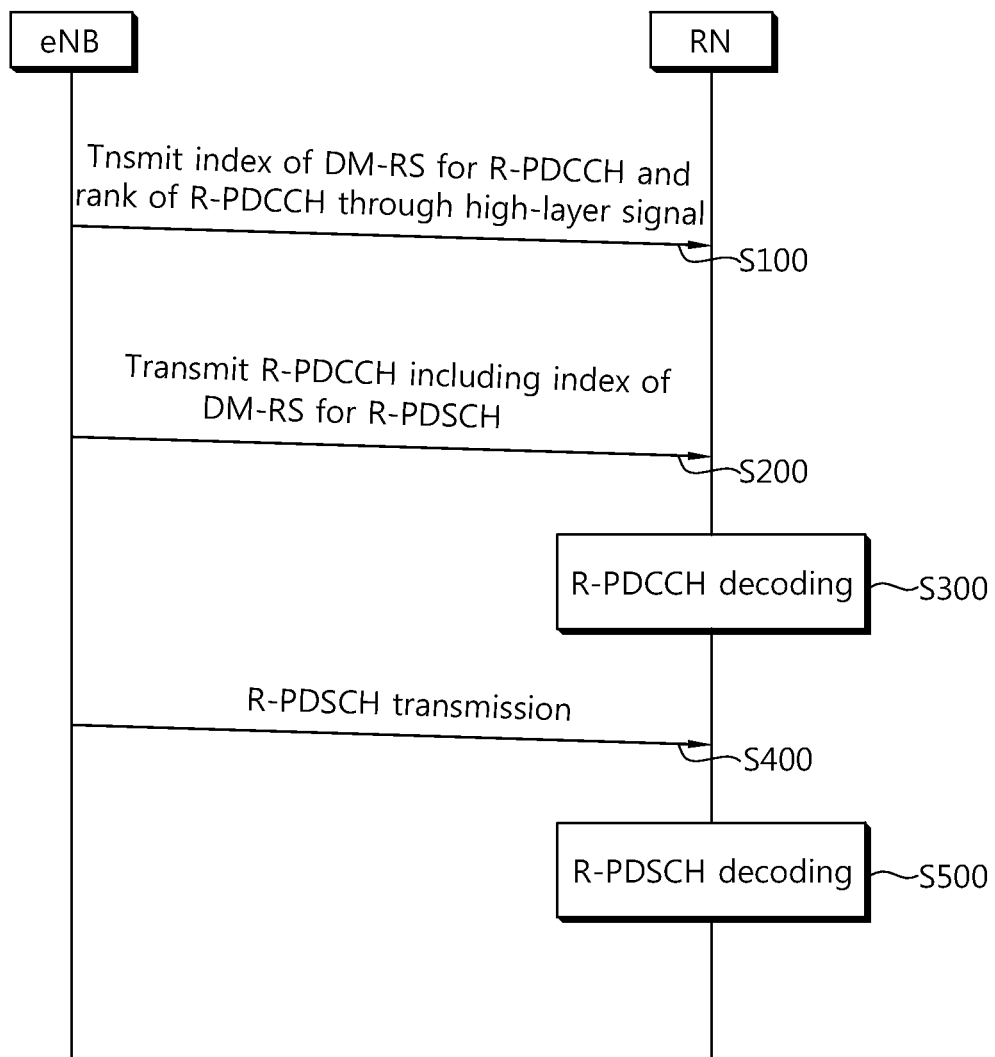 eNB
RN
Tnsmit index of DM-RS for R-PDCCH and
rank of R-PDCCH through high-layer signal
S100
Transmit R-PDCCH including index of
DM-RS for R-PDSCH
S200
R-PDCCH decoding
S300
R-PDSCH transmission
S400
R-PDSCH decoding
S500